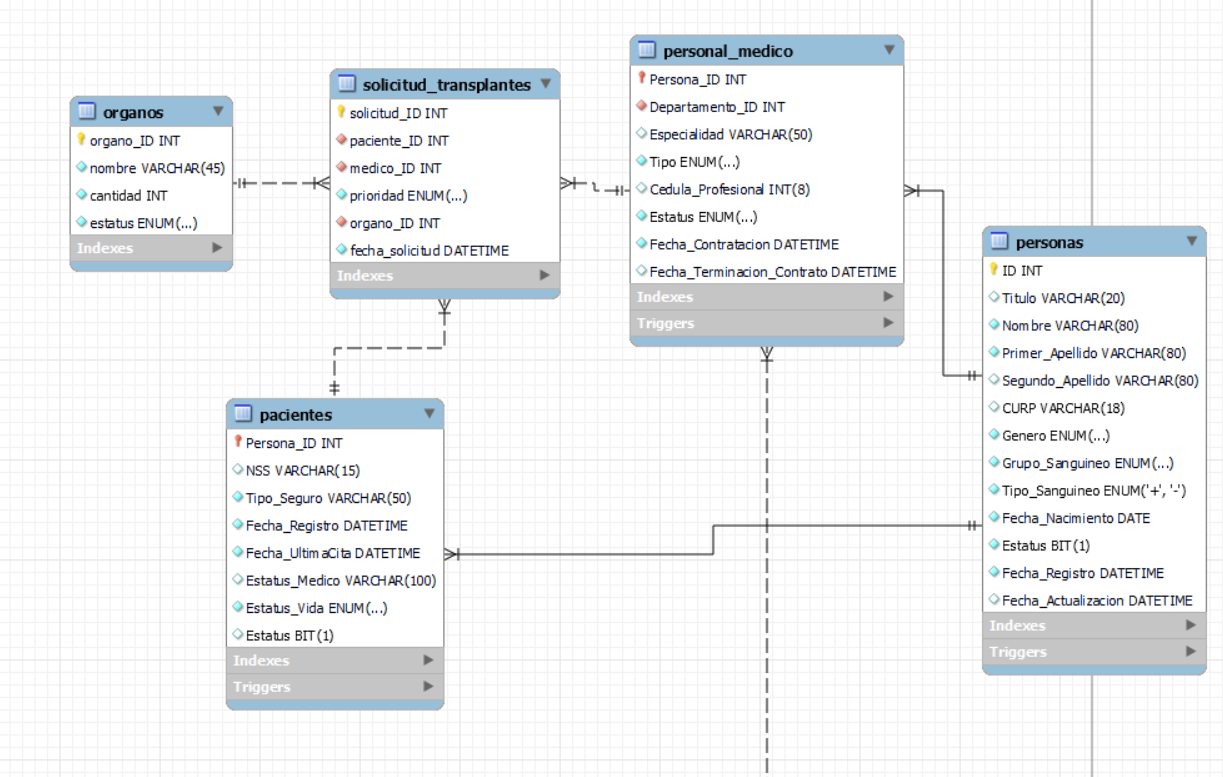 organos
organo_ID INT
nombre VARCHAR(45)
cantidad INT
estatus ENUM(...)
Indexes
solicitud_transplantes
solicitud_ID INT
paciente_ID INT
medico_ID INT
prioridad ENUM(...)
organo_ID INT
fecha_solicitud DATETIME
Indexes
personal_medico
Persona_ID INT
Departamento_ID INT
Especialidad VARCHAR(50)
Tipo ENUM(...)
Cedula_Profesional INT(8)
Estatus ENUM(...)
Fecha_Contratacion DATETIME
Fecha_Terminacion_Contrato DATETIME
Indexes
Triggers
personas
ID INT
Titulo VARCHAR(20)
Nombre VARCHAR(80)
Primer_Apellido VARCHAR(80)
Segundo_Apellido VARCHAR(80)
CURP VARCHAR(18)
Genero ENUM(...)
Grupo_Sanguineo ENUM(...)
Tipo_Sanguineo ENUM('+', '-')
Fecha_Nacimiento DATE
Estatus BIT(1)
Fecha_Registro DATETIME
Fecha_Actualizacion DATETIME
Indexes
Triggers
pacientes
Persona_ID INT
NSS VARCHAR(15)
Tipo_Seguro VARCHAR(50)
Fecha_Registro DATETIME
Fecha_UltimaCita DATETIME
Estatus_Medico VARCHAR(100)
Estatus_Vida ENUM(...)
Estatus BIT(1)
Indexes
Triggers